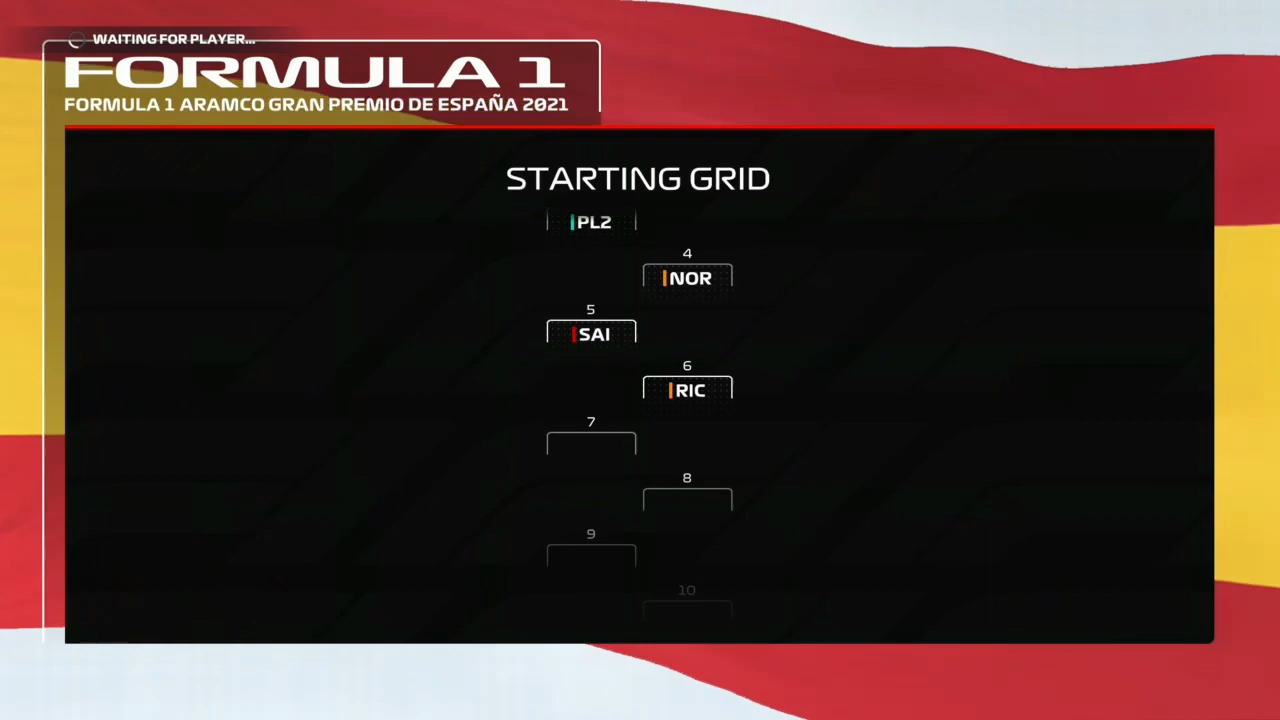 WAITING FOR PLAYER...
FORMULA 1
FORMULA 1 ARAMCO GRAN PREMIO DE ESPAÑA 2021
STARTING GRID
PL2
4
NOR
5
SAI
6
RIC
7
8
9
10